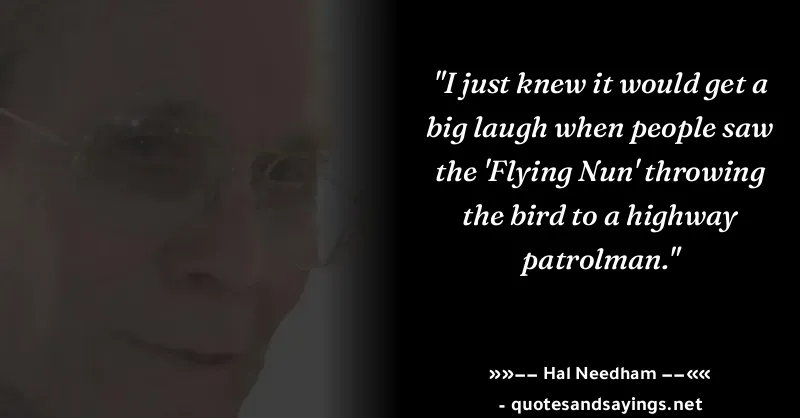 "I just knew it would get a
big laugh when people saw
the 'Flying Nun' throwing
the bird to a highway
patrolman."
»»–– Hal Needham ––««
- quotesandsayings.net